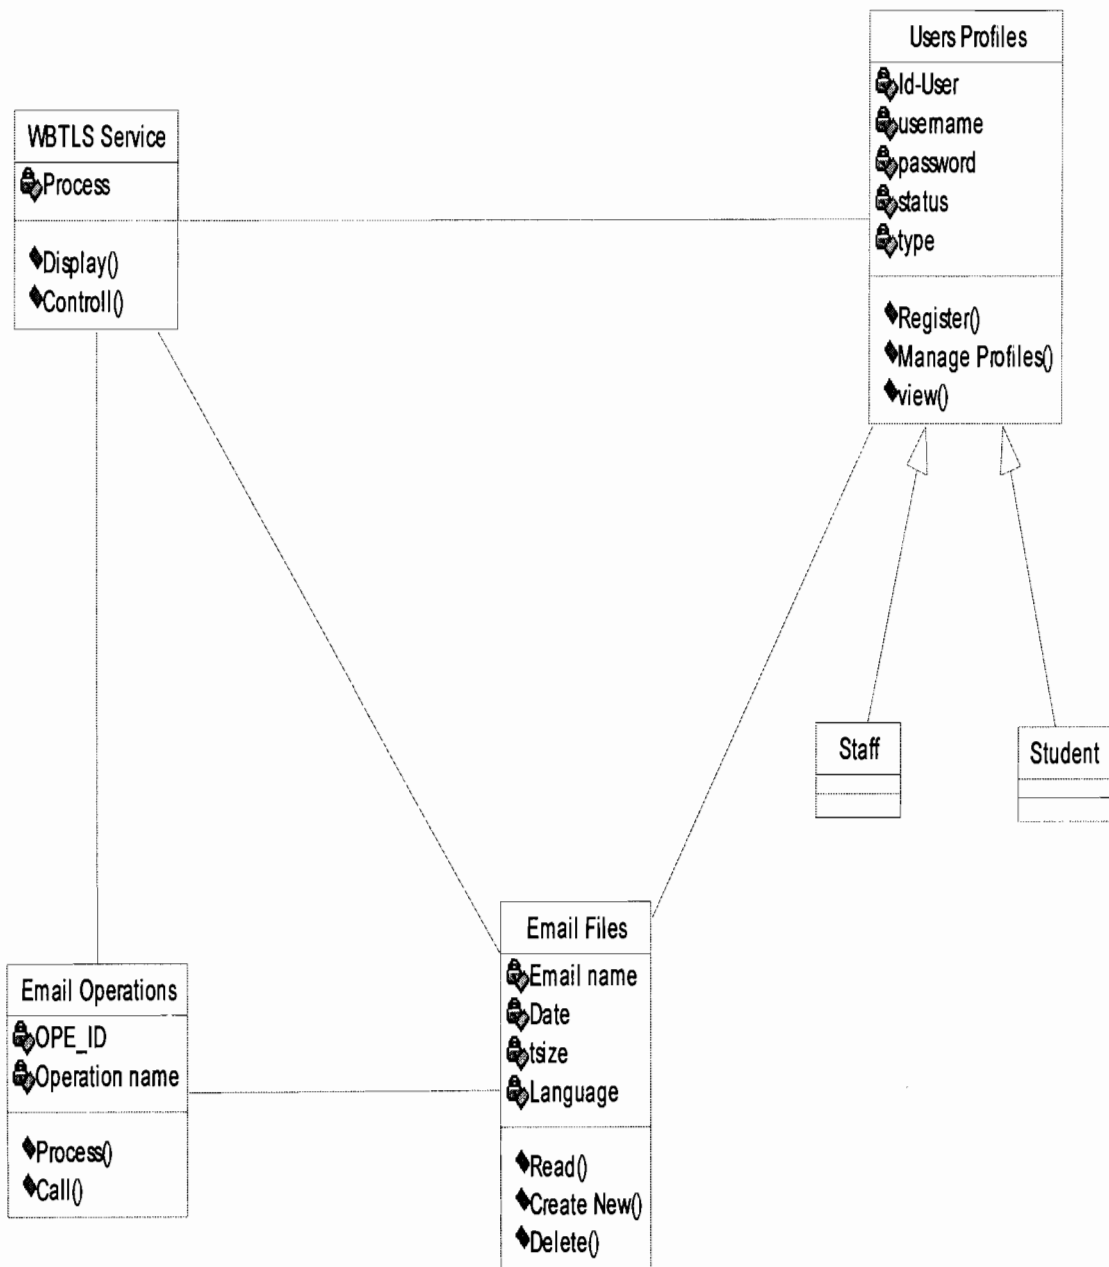 Users Profiles
Id-User
username
password
status
type
Register()
Manage Profiles()
view()
WBTLS Service
Process
Display()
Controll()
Staff
Student
Email Files
Email name
Date
tsize
Language
Read()
Create New()
Delete()
Email Operations
OPE_ID
Operation name
Process()
Call()